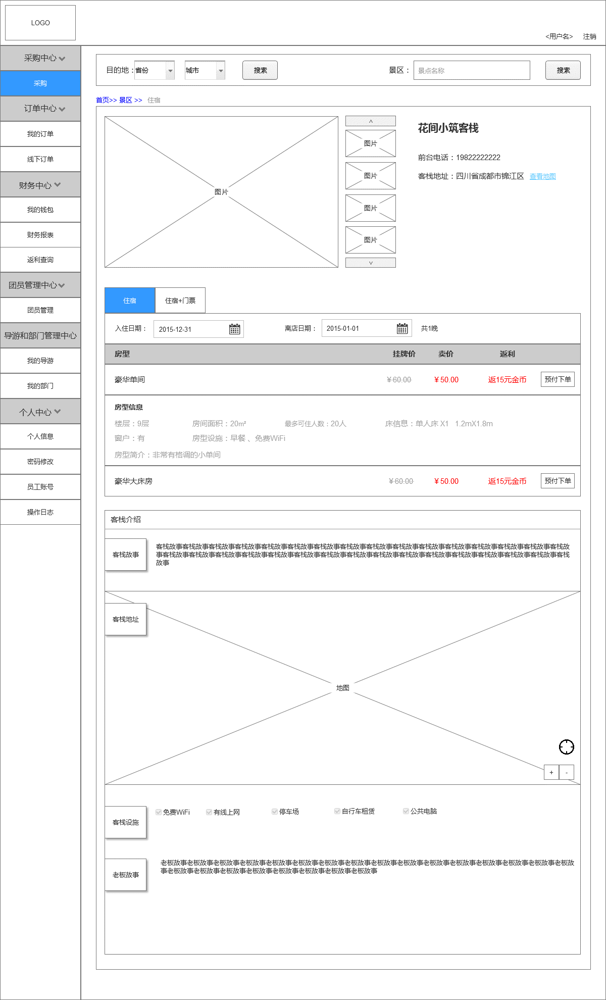 LOGO
<用户名> 注销
采购中心
采购
订单中心
我的订单
线下订单
财务中心
我的钱包
财务报表
返利查询
团员管理中心
团员管理
导游和部门管理中心
我的导游
我的部门
个人中心
个人信息
密码修改
员工账号
操作日志
目的地： 省份 城市 搜索 景区： 景点名称 搜索
首页>> 景区 >> 住宿
图片
^
图片
图片
图片
图片
v
花间小筑客栈
前台电话：19822222222
客栈地址：四川省成都市锦江区 查看地图
住宿 住宿+门票
入住日期： 2015-12-31 离店日期： 2015-01-01 共1晚
房型 挂牌价 卖价 返利
豪华单间 ￥60.00 ￥50.00 返15元金币 预付下单
房型信息
楼层：9层 房间面积：20m² 最多可住人数：20人 床信息：单人床 X1 1.2mX1.8m
窗户：有 房型设施：早餐 、免费WiFi
房型简介：非常有格调的小单间
豪华大床房 ￥60.00 ￥50.00 返15元金币 预付下单
客栈介绍
客栈故事
客栈故事客栈故事客栈故事客栈故事客栈故事客栈故事客栈故事客栈故事客栈故事客栈故事客栈故事客栈故事客栈故事客栈故事客栈故事客栈故
事客栈故事客栈故事客栈故事客栈故事客栈故事客栈故事客栈故事客栈故事客栈故事客栈故事客栈故事客栈故事客栈故事客栈故事客栈故事客栈
故事
客栈地址
地图
+ -
客栈设施
免费WiFi 有线上网 停车场 自行车租赁 公共电脑
老板故事
老板故事老板故事老板故事老板故事老板故事老板故事老板故事老板故事老板故事老板故事老板故事老板故事老板故事老板故事老板故事老板故
事老板故事老板故事老板故事老板故事老板故事老板故事老板故事老板故事